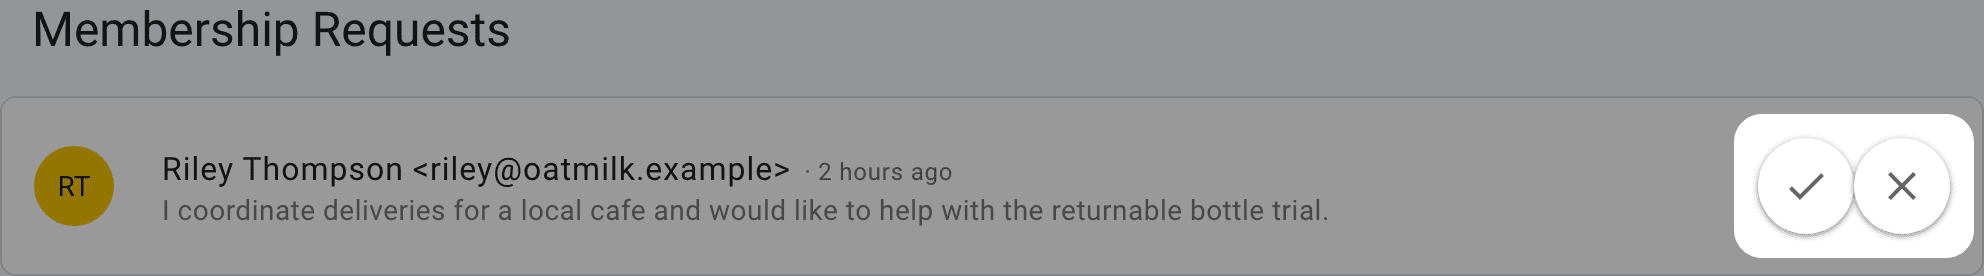 Membership Requests
RT
Riley Thompson <riley@oatmilk.example> · 2 hours ago
I coordinate deliveries for a local cafe and would like to help with the returnable bottle trial.